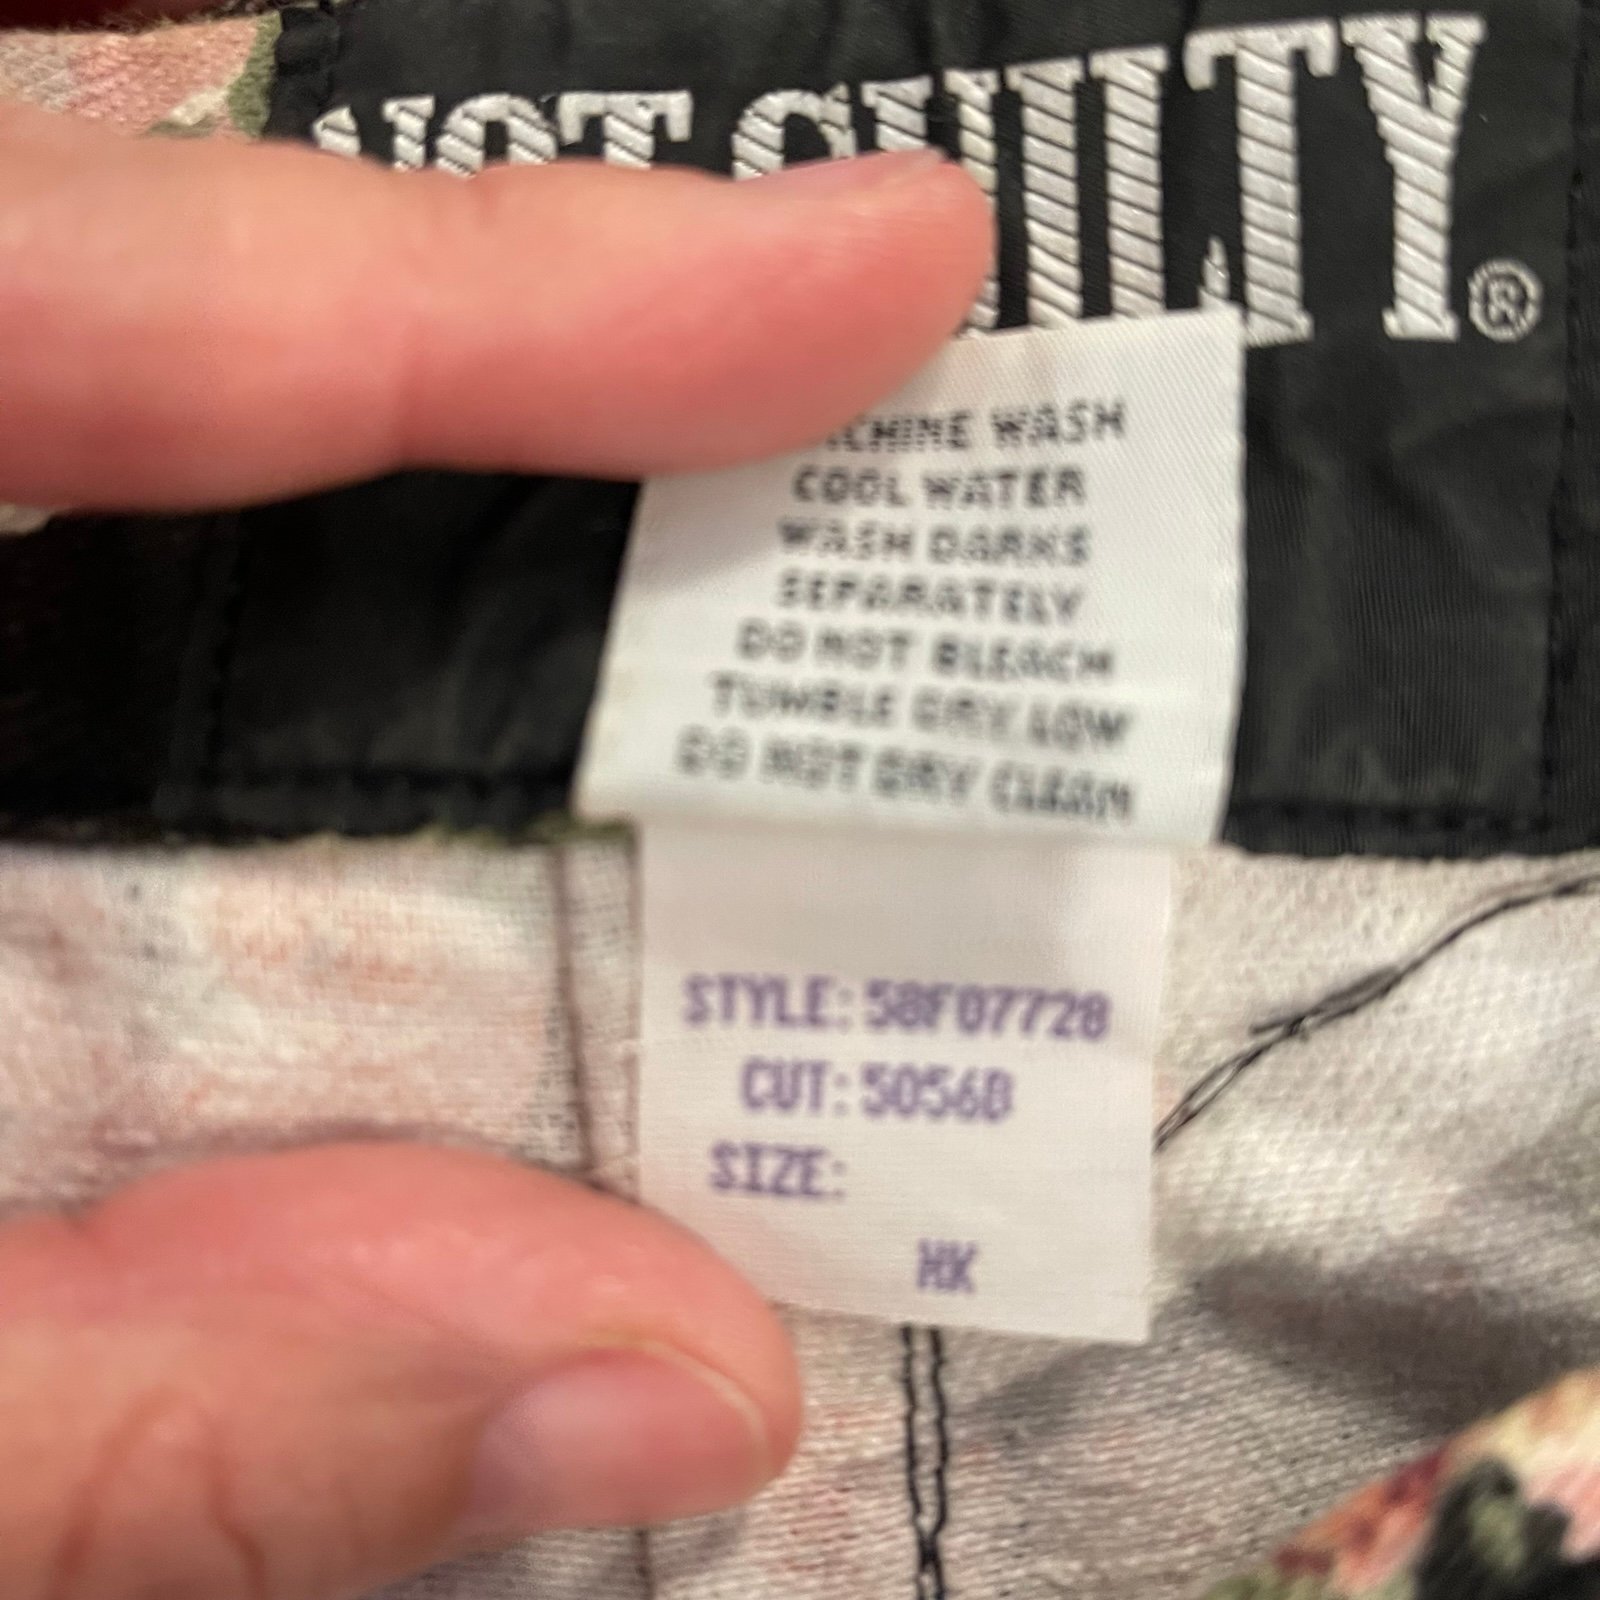 NOT GUILTY®
MACHINE WASH
COOL WATER
WASH DARKS
SEPARATELY
DO NOT BLEACH
TUMBLE DRY LOW
DO NOT DRY CLEAN
STYLE: 58F07728
CUT: 5056B
SIZE:
HK